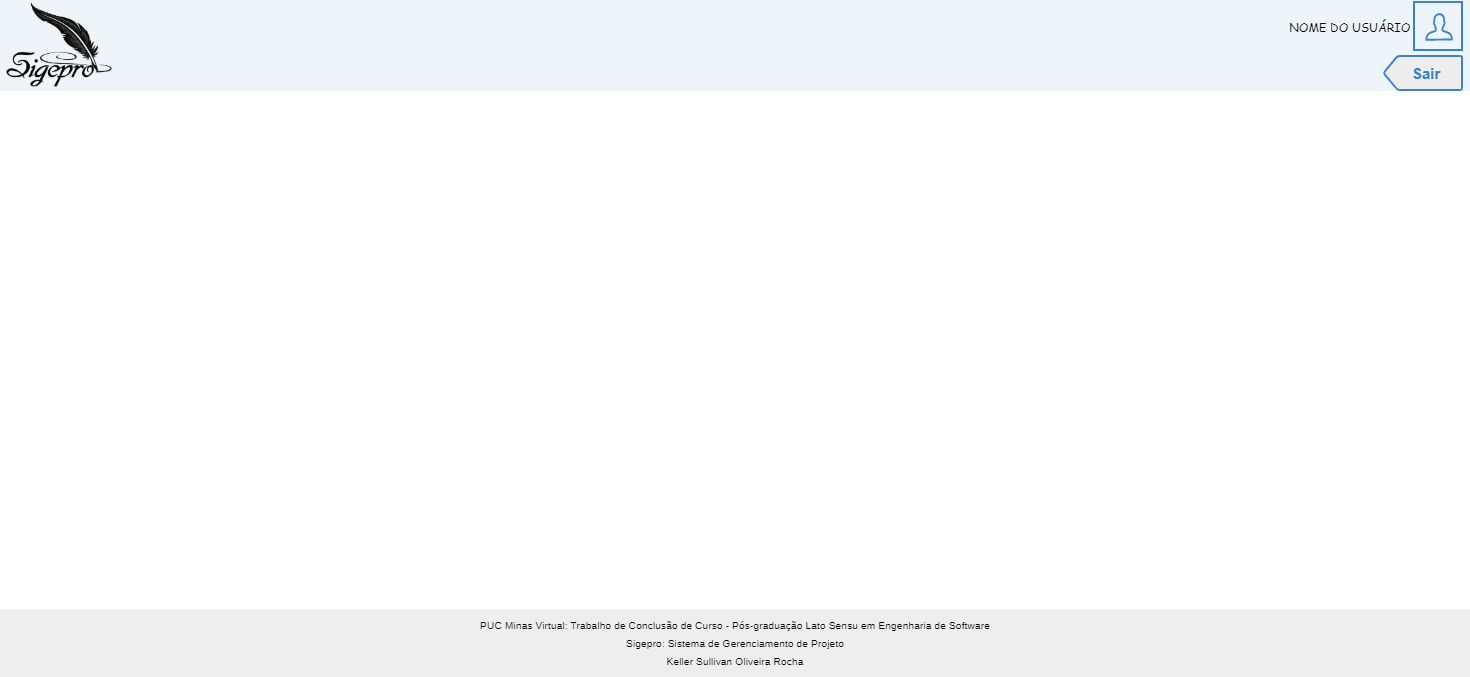 Sigepro
NOME DO USUÁRIO
Sair
PUC Minas Virtual: Trabalho de Conclusão de Curso - Pós-graduação Lato Sensu em Engenharia de Software
Sigepro: Sistema de Gerenciamento de Projeto
Keller Sullivan Oliveira Rocha